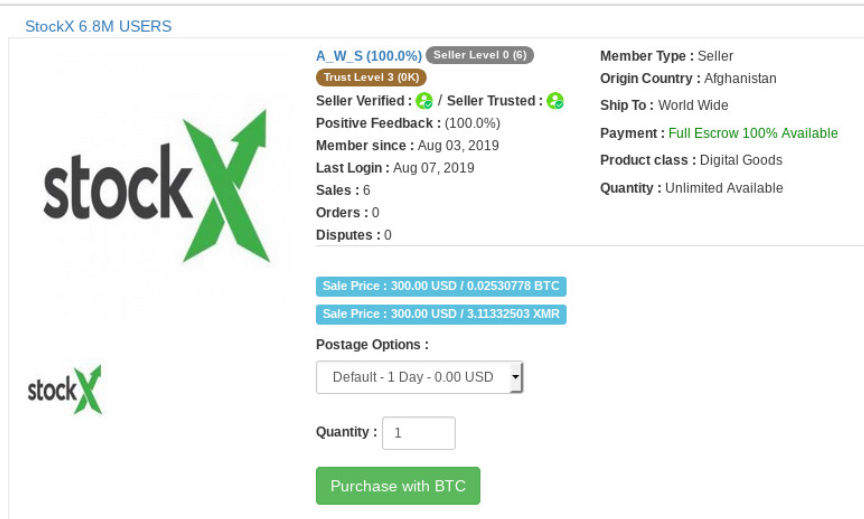 StockX 6.8M USERS
stockX
stockX
A_W_S (100.0%) Seller Level 0 (6)
Trust Level 3 (0K)
Seller Verified : / Seller Trusted :
Positive Feedback : (100.0%)
Member since : Aug 03, 2019
Last Login : Aug 07, 2019
Sales : 6
Orders : 0
Disputes : 0
Member Type : Seller
Origin Country : Afghanistan
Ship To : World Wide
Payment : Full Escrow 100% Available
Product class : Digital Goods
Quantity : Unlimited Available
Sale Price : 300.00 USD / 0.02530778 BTC
Sale Price : 300.00 USD / 3.11332503 XMR
Postage Options :
Default - 1 Day - 0.00 USD
Quantity : 1
Purchase with BTC